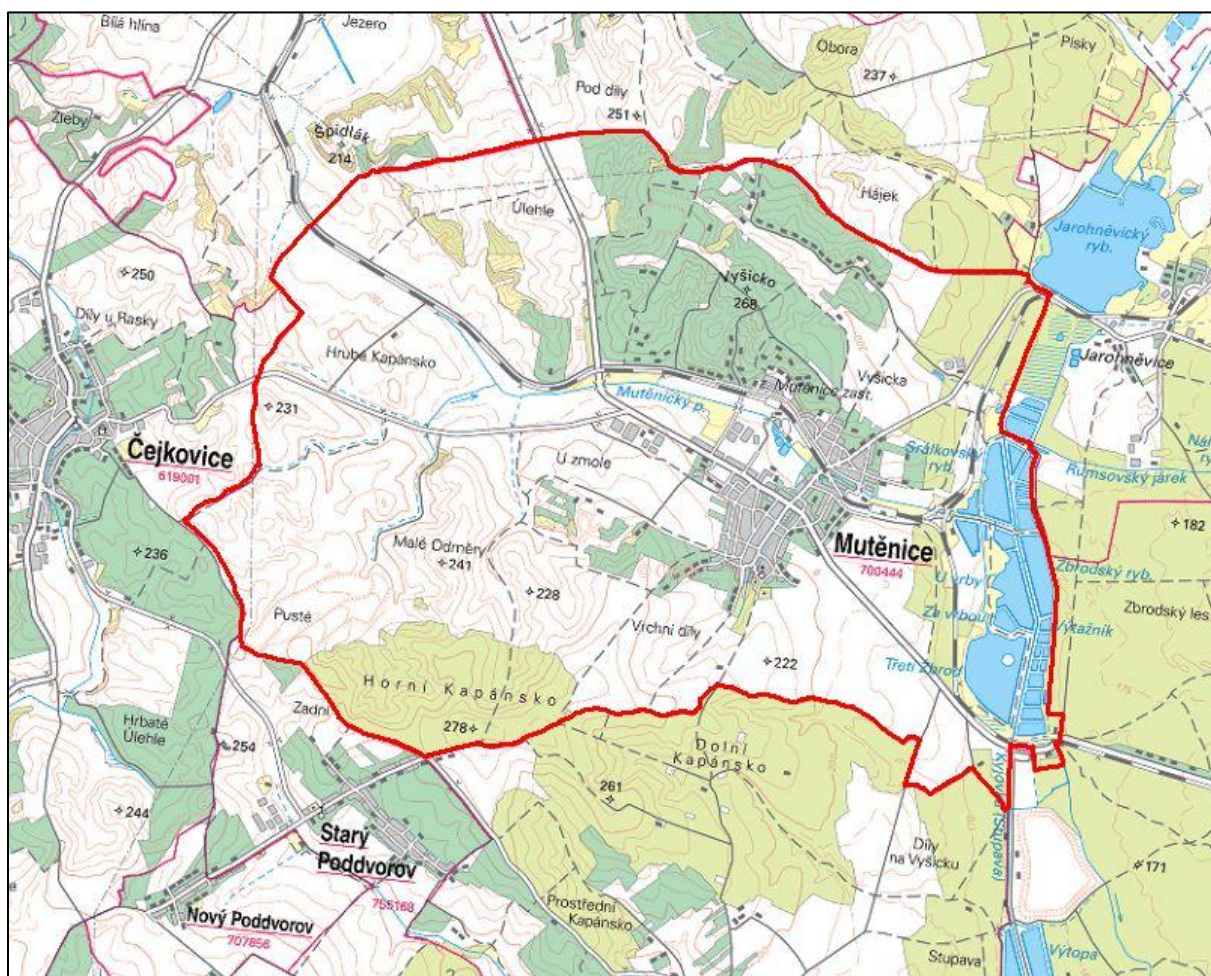 Bílá hlína
Jezero
Obora
Písky
237
Pod díly
251
Žleby
Špidlák
214
Úlehle
Hájek
Jarohněvický
ryb.
250
Vyšicko
268
Díly u Rasky
Hrubé Kapánsko
Jarohněvice
Vyšicka
z. Mutěnice zast.
Mutěnický p.
231
Čejkovice
619001
U zmole
Srálkovský
ryb.
Rumsovský járek
182
236
Malé Odměry
241
Mutěnice
700444
228
Zbrodský ryb.
U vrby
Za vrbou
Zbrodský les
Pusté
Vrchní díly
222
Výtažník
Třetí Zbrod
Horní Kapánsko
Zadní
278
Hrbaté
Úlehle
254
Dolní
Kapánsko
244
261
Kyjovka (Stupava)
Starý
Poddvorov
755168
Díly
na Vyšicku
171
Nový Poddvorov
707856
Prostřední
Kapánsko
Stupava
Výtopa